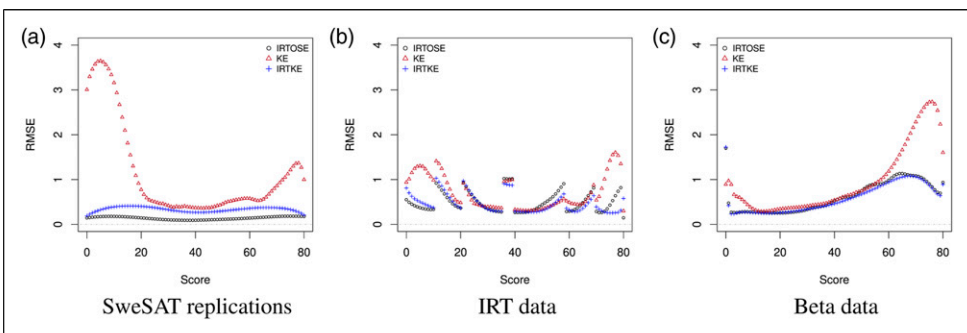 (a)
4
3
2
1
0
RMSE
0 20 40 60 80
Score
IRTOSE
KE
IRTKE
SweSAT replications
(b)
4
3
2
1
0
RMSE
0 20 40 60 80
Score
IRTOSE
KE
IRTKE
IRT data
(c)
4
3
2
1
0
RMSE
0 20 40 60 80
Score
IRTOSE
KE
IRTKE
Beta data